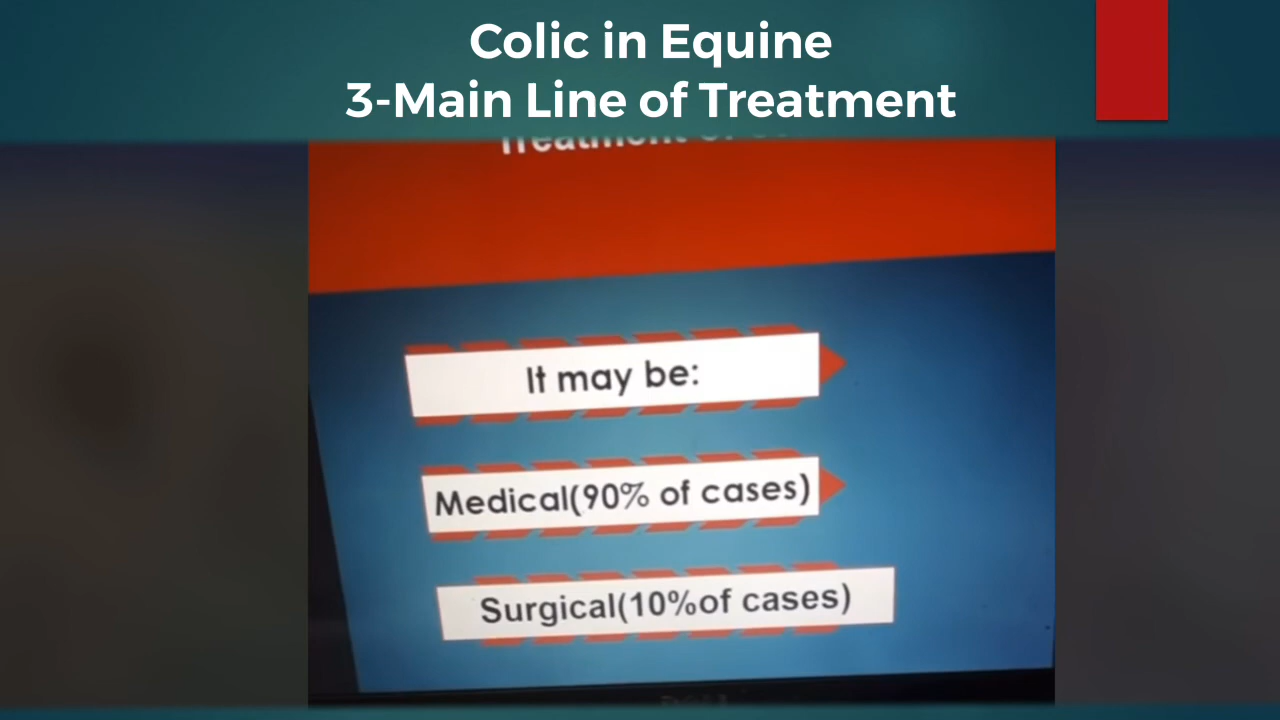 Colic in Equine
3-Main Line of Treatment
Treatment
It may be:
Medical(90% of cases)
Surgical(10%of cases)